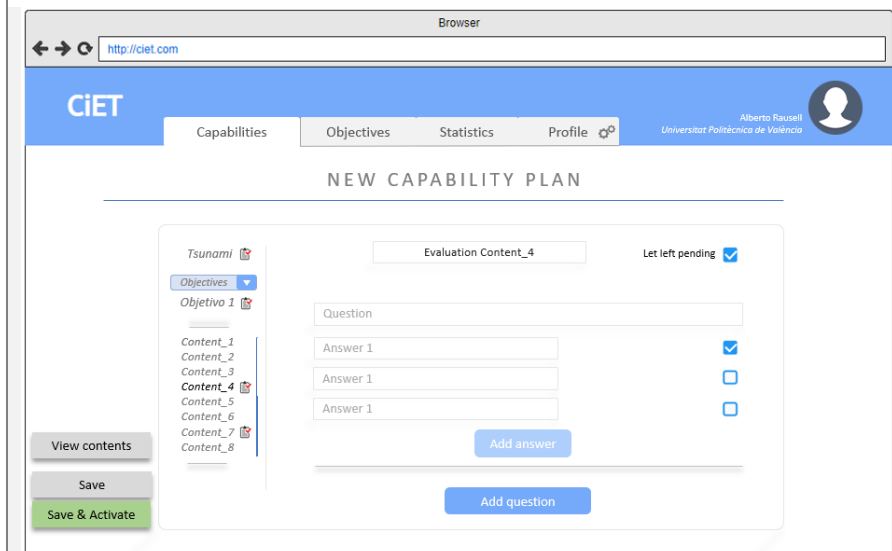 Browser
http://ciet.com
CiET
Alberto Rausell
Universitat Politècnica de València
Capabilities
Objectives
Statistics
Profile
NEW CAPABILITY PLAN
Tsunami
Evaluation Content_4
Let left pending
Objectives
Objetivo 1
Question
Content_1
Content_2
Content_3
Content_4
Content_5
Content_6
Content_7
Content_8
Answer 1
Answer 1
Answer 1
Add answer
Add question
View contents
Save
Save & Activate